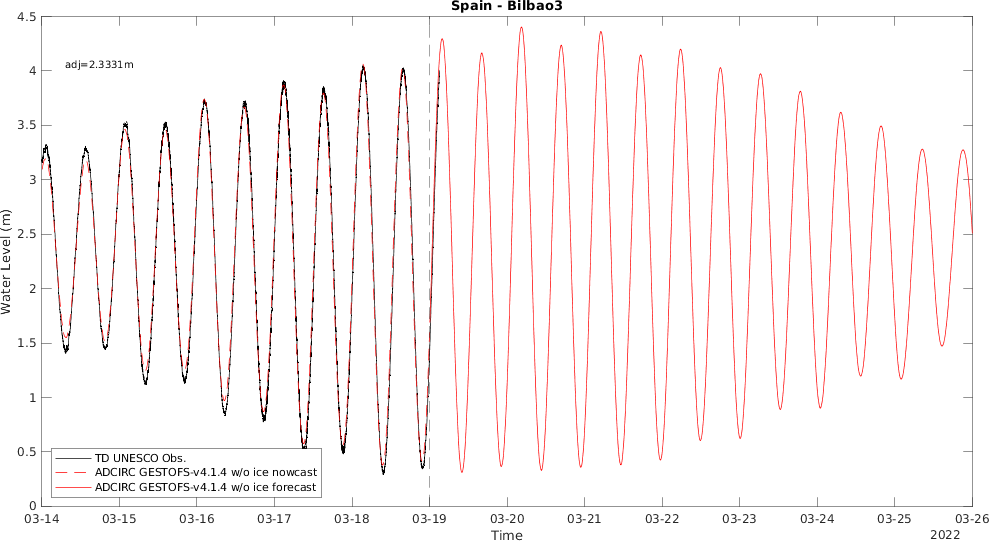 Spain - Bilbao3
adj=2.3331m
4.5
4
3.5
3
2.5
2
1.5
1
0.5
0
Water Level (m)
TD UNESCO Obs.
ADCIRC GESTOFS-v4.1.4 w/o ice nowcast
ADCIRC GESTOFS-v4.1.4 w/o ice forecast
03-14 03-15 03-16 03-17 03-18 03-19 03-20 03-21 03-22 03-23 03-24 03-25 03-26
Time
2022